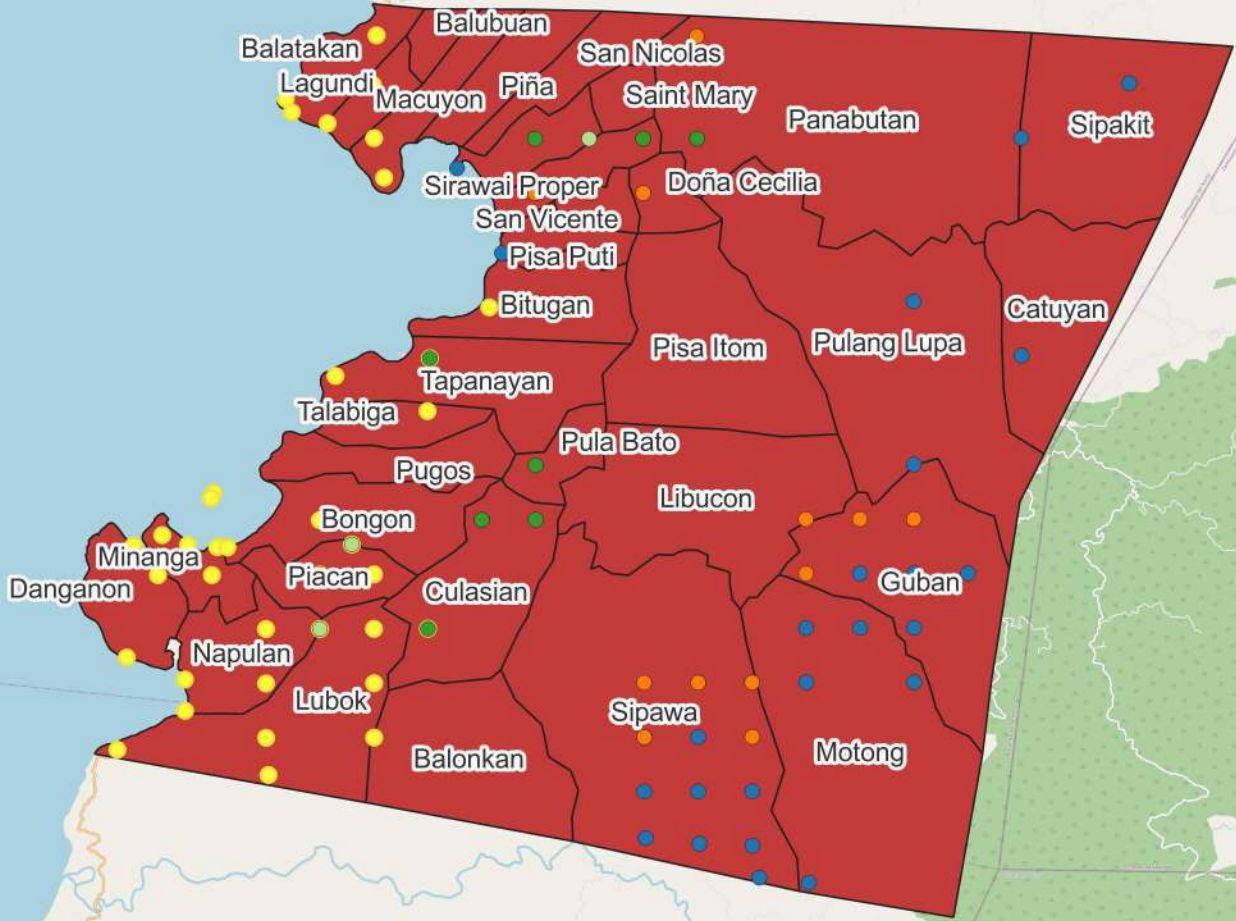 Balubuan
Balatakan
San Nicolas
Lagundi
Piña
Macuyon
Saint Mary
Panabutan
Sipakit
Sirawai Proper
Doña Cecilia
San Vicente
Pisa Puti
Bitugan
Catuyan
Pisa Itom
Pulang Lupa
Tapanayan
Talabiga
Pula Bato
Pugos
Libucon
Bongon
Minanga
Piacan
Guban
Danganon
Culasian
Napulan
Lubok
Sipawa
Motong
Balonkan